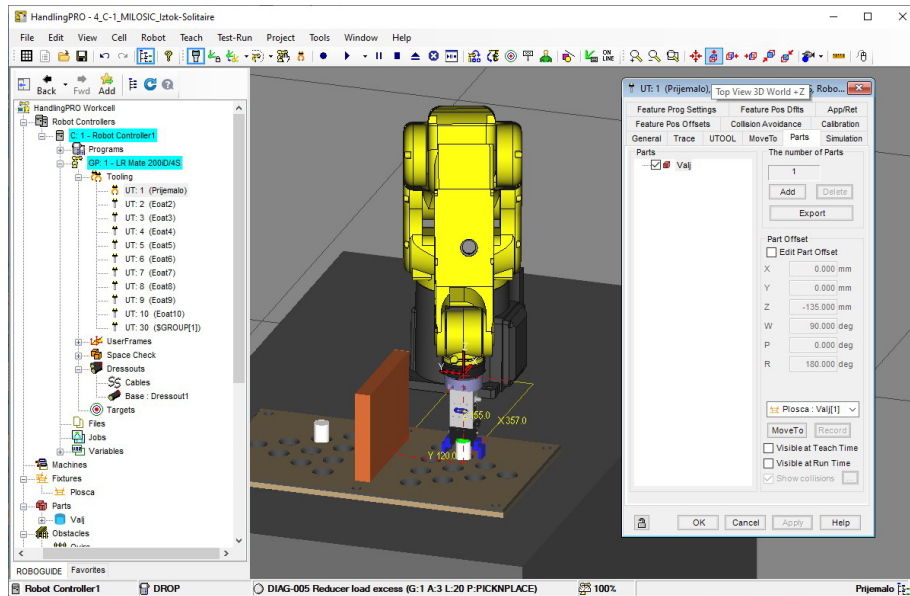 HandlingPRO - 4_C-1_MILOSIC_Iztok-Solitaire
File Edit View Cell Robot Teach Test-Run Project Tools Window Help
ON LINE
Back Fwd Add
HandlingPRO Workcell
Robot Controllers
C: 1 - Robot Controller1
Programs
GP: 1 - LR Mate 200iD/4S
Tooling
UT: 1 (Prijemalo)
UT: 2 (Eoat2)
UT: 3 (Eoat3)
UT: 4 (Eoat4)
UT: 5 (Eoat5)
UT: 6 (Eoat6)
UT: 7 (Eoat7)
UT: 8 (Eoat8)
UT: 9 (Eoat9)
UT: 10 (Eoat10)
UT: 30 ($GROUP[1])
UserFrames
Space Check
Dressouts
Cables
Base : Dressout1
Targets
Files
Jobs
Variables
Machines
Fixtures
Plosca
Parts
Valj
Obstacles
ROBOGUIDE Favorites
Z
Y
X 357.0
Y 120.0
UT: 1 (Prijemalo), Robo...
Top View 3D World +Z
Feature Prog Settings Feature Pos Dflts App/Ret
Feature Pos Offsets Collision Avoidance Calibration
General Trace UTOOL MoveTo Parts Simulation
Parts
Valj
The number of Parts
1
Add Delete
Export
Part Offset
Edit Part Offset
X 0.000 mm
Y 0.000 mm
Z -135.000 mm
W 90.000 deg
P 0.000 deg
R 180.000 deg
Plosca : Valj[1]
MoveTo Record
Visible at Teach Time
Visible at Run Time
Show collisions ...
OK Cancel Apply Help
Robot Controller1 DROP DIAG-005 Reducer load excess (G:1 A:3 L:20 P:PICKNPLACE) 100% Prijemalo